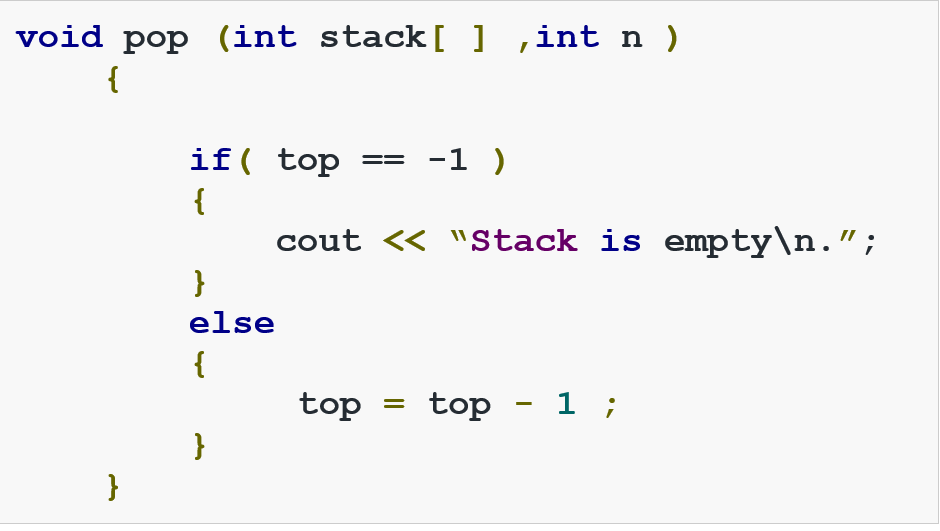 void pop (int stack[ ] ,int n )
{
if( top == -1 )
{
cout << “Stack is empty\n.”;
}
else
{
top = top - 1 ;
}
}